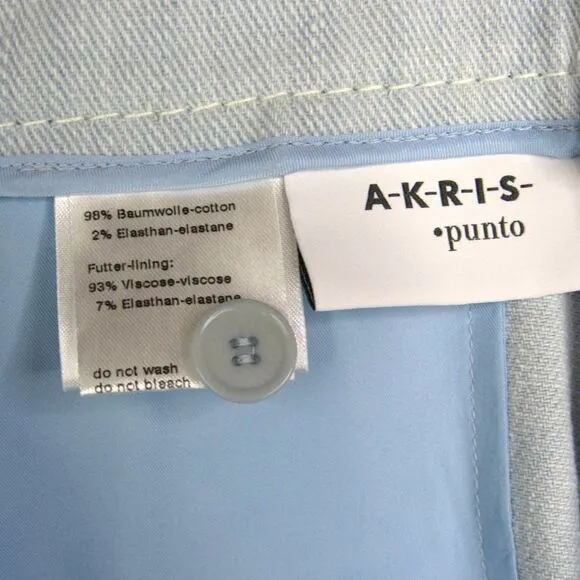 98% Baumwolle-cotton
2% Elasthan-elastane
Futter-lining:
93% Viscose-viscose
7% Elasthan-elastane
do not wash
do not bleach
A-K-R-I-S-
•punto